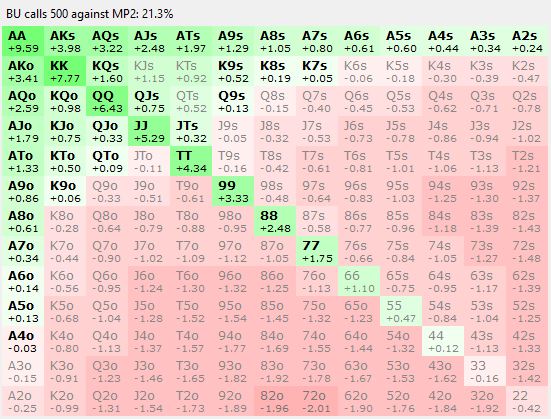 BU calls 500 against MP2: 21.3%
AA AKs AQs AJs ATs A9s A8s A7s A6s A5s A4s A3s A2s
+9.59 +3.98 +3.22 +2.48 +1.97 +1.29 +1.05 +0.80 +0.61 +0.60 +0.44 +0.34 +0.24
AKo KK KQs KJs KTs K9s K8s K7s K6s K5s K4s K3s K2s
+3.41 +7.77 +1.60 +1.15 +0.92 +0.52 +0.19 +0.05 -0.06 -0.18 -0.30 -0.39 -0.47
AQo KQo QQ QJs QTs Q9s Q8s Q7s Q6s Q5s Q4s Q3s Q2s
+2.59 +0.98 +6.43 +0.75 +0.52 +0.13 -0.15 -0.40 -0.45 -0.53 -0.62 -0.71 -0.78
AJo KJo QJo JJ JTs J9s J8s J7s J6s J5s J4s J3s J2s
+1.79 +0.75 +0.33 +5.29 +0.32 -0.05 -0.32 -0.53 -0.73 -0.78 -0.86 -0.94 -1.02
ATo KTo QTo JTo TT T9s T8s T7s T6s T5s T4s T3s T2s
+1.33 +0.50 +0.09 -0.11 +4.34 -0.16 -0.42 -0.61 -0.81 -1.01 -1.06 -1.13 -1.21
A9o K9o Q9o J9o T9o 99 98s 97s 96s 95s 94s 93s 92s
+0.86 +0.06 -0.33 -0.51 -0.61 +3.33 -0.48 -0.64 -0.83 -1.03 -1.25 -1.30 -1.37
A8o K8o Q8o J8o T8o 98o 88 87s 86s 85s 84s 83s 82s
+0.61 -0.28 -0.64 -0.79 -0.88 -0.95 +2.48 -0.58 -0.77 -0.96 -1.18 -1.39 -1.43
A7o K7o Q7o J7o T7o 97o 87o 77 76s 75s 74s 73s 72s
+0.34 -0.44 -0.90 -1.02 -1.09 -1.12 -1.05 +1.75 -0.66 -0.84 -1.05 -1.27 -1.48
A6o K6o Q6o J6o T6o 96o 86o 76o 66 65s 64s 63s 62s
+0.14 -0.56 -0.95 -1.24 -1.30 -1.32 -1.25 -1.13 +1.10 -0.75 -0.95 -1.17 -1.39
A5o K5o Q5o J5o T5o 95o 85o 75o 65o 55 54s 53s 52s
+0.13 -0.68 -1.04 -1.28 -1.52 -1.54 -1.45 -1.32 -1.23 +0.47 -0.84 -1.04 -1.25
A4o K4o Q4o J4o T4o 94o 84o 74o 64o 54o 44 43s 42s
-0.03 -0.80 -1.13 -1.37 -1.57 -1.77 -1.69 -1.55 -1.44 -1.32 +0.12 -1.13 -1.33
A3o K3o Q3o J3o T3o 93o 83o 73o 63o 53o 43o 33 32s
-0.15 -0.91 -1.23 -1.46 -1.65 -1.82 -1.92 -1.78 -1.67 -1.53 -1.63 -0.16 -1.42
A2o K2o Q2o J2o T2o 92o 82o 72o 62o 52o 42o 32o 22
-0.25 -0.99 -1.31 -1.54 -1.73 -1.90 -1.96 -2.01 -1.90 -1.76 -1.84 -1.93 -0.42